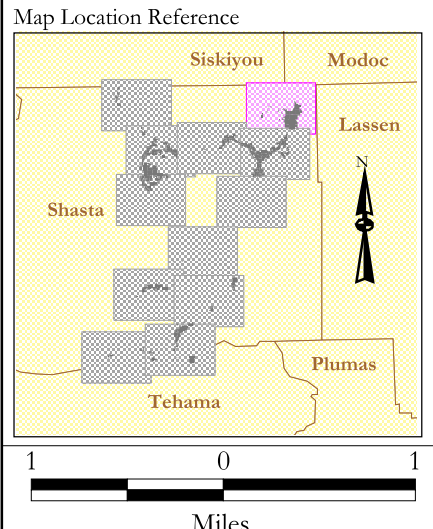 Map Location Reference
Siskiyou
Modoc
Lassen
N
Shasta
Plumas
Tehama
1 0 1
Miles